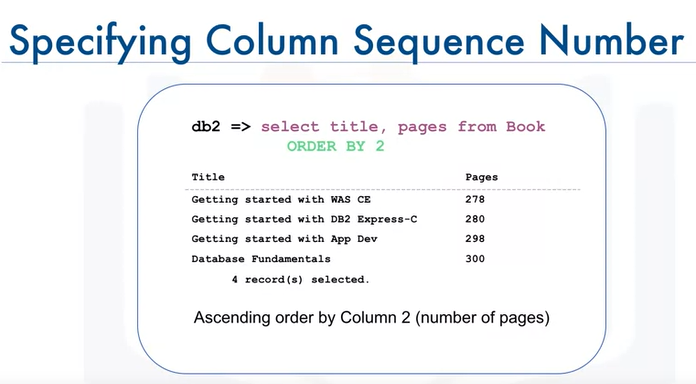 Specifying Column Sequence Number
db2 => select title, pages from Book
ORDER BY 2
Title Pages
Getting started with WAS CE 278
Getting started with DB2 Express-C 280
Getting started with App Dev 298
Database Fundamentals 300
4 record(s) selected.
Ascending order by Column 2 (number of pages)